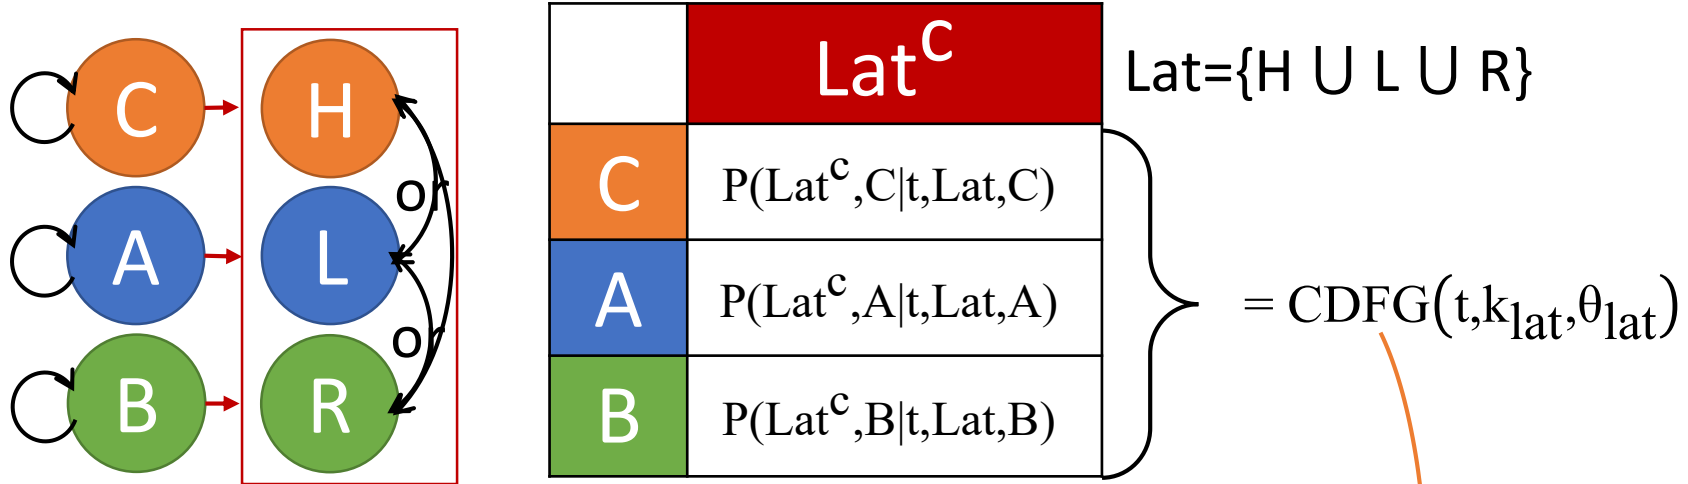 C H
or
A L
or
B R
Lat^c
Lat={H ⋃ L ⋃ R}
C P(Lat^c,C|t,Lat,C)
A P(Lat^c,A|t,Lat,A)
B P(Lat^c,B|t,Lat,B)
= CDFG(t,k_lat,θ_lat)